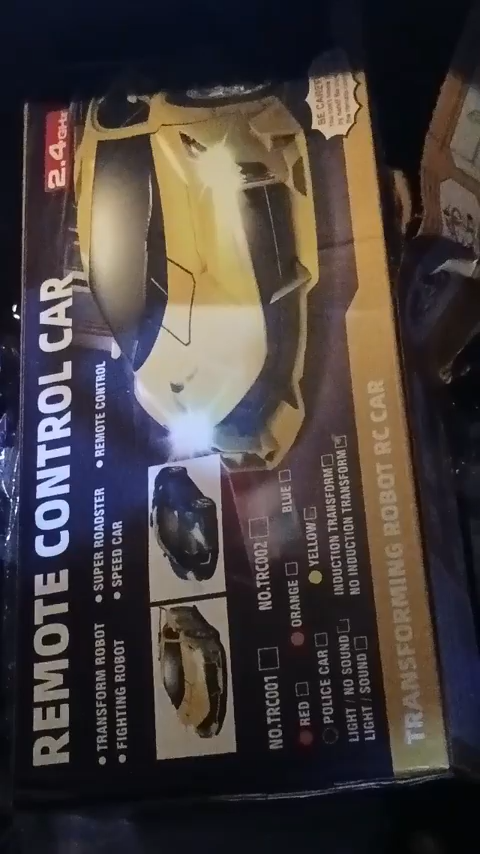 REMOTE CONTROL CAR 2.4GHz
• TRANSFORM ROBOT • SUPER ROADSTER • REMOTE CONTROL
• FIGHTING ROBOT • SPEED CAR
NO.TRC001 NO.TRC002
RED ORANGE BLUE
POLICE CAR YELLOW
LIGHT / NO SOUND INDUCTION TRANSFORM
LIGHT / SOUND NO INDUCTION TRANSFORM
TRANSFORMING ROBOT RC CAR